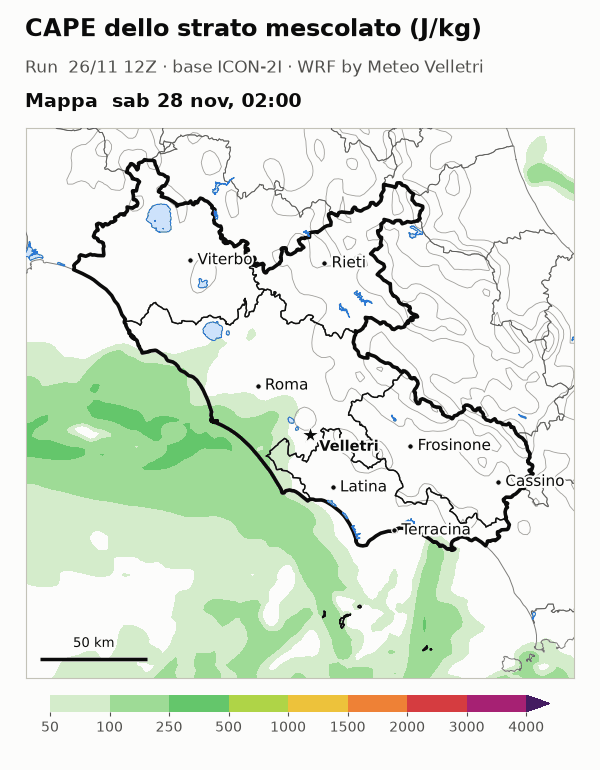 CAPE dello strato mescolato (J/kg)
Run  26/11 12Z · base ICON-2I · WRF by Meteo Velletri
Mappa  sab 28 nov, 02:00
Viterbo
Rieti
Roma
Velletri
Frosinone
Latina
Cassino
Terracina
50 km
50 100 250 500 1000 1500 2000 3000 4000